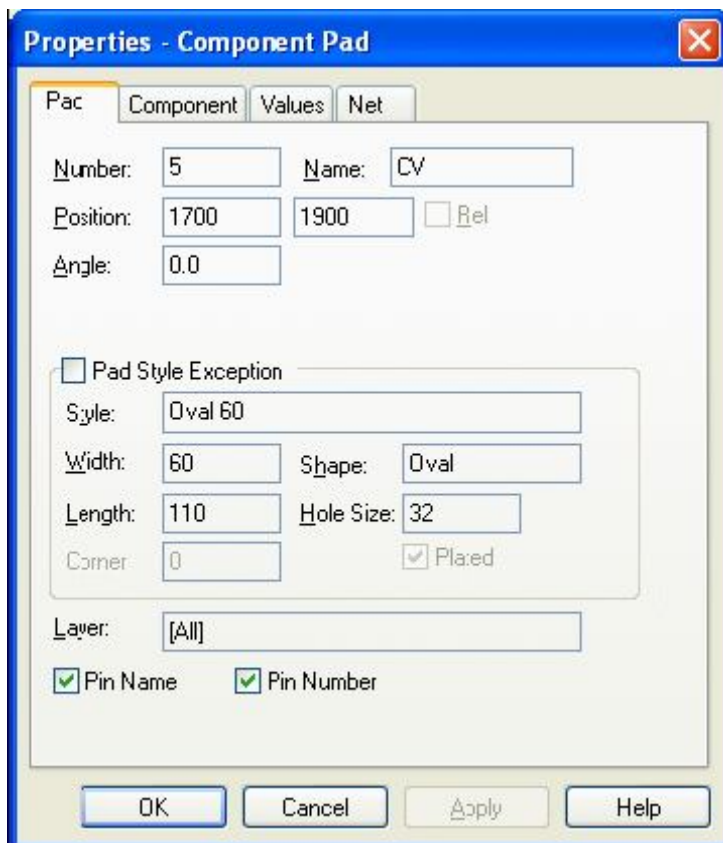 Properties - Component Pad
Pad Component Values Net
Number: 5 Name: CV
Position: 1700 1900 Rel
Angle: 0.0
Pad Style Exception
Style: Oval 60
Width: 60 Shape: Oval
Length: 110 Hole Size: 32
Corner 0 Plated
Layer: [All]
Pin Name Pin Number
OK Cancel Apply Help